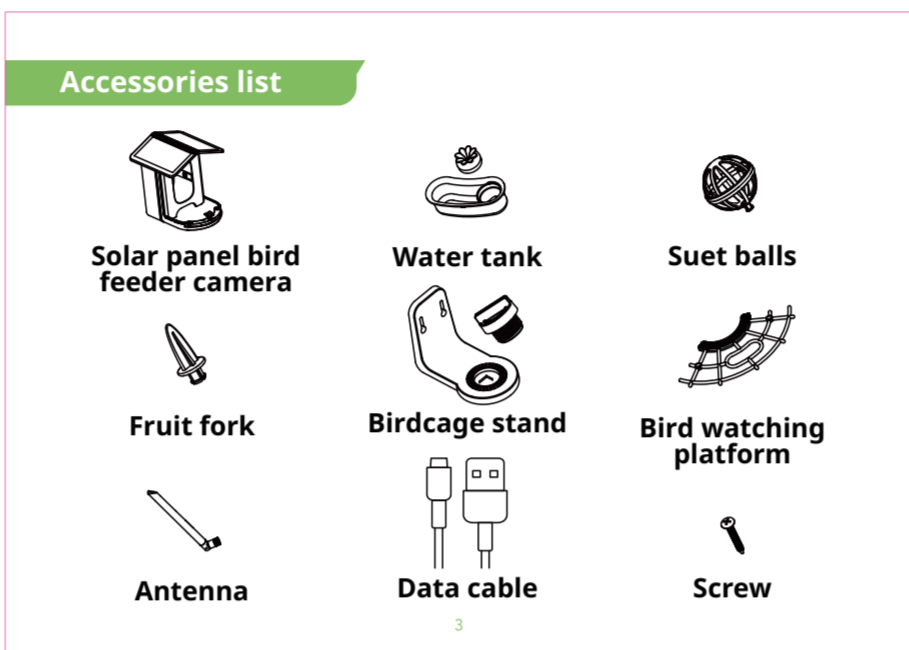 Accessories list
Solar panel bird
feeder camera
Water tank
Suet balls
Fruit fork
Birdcage stand
Bird watching
platform
Antenna
Data cable
Screw
3